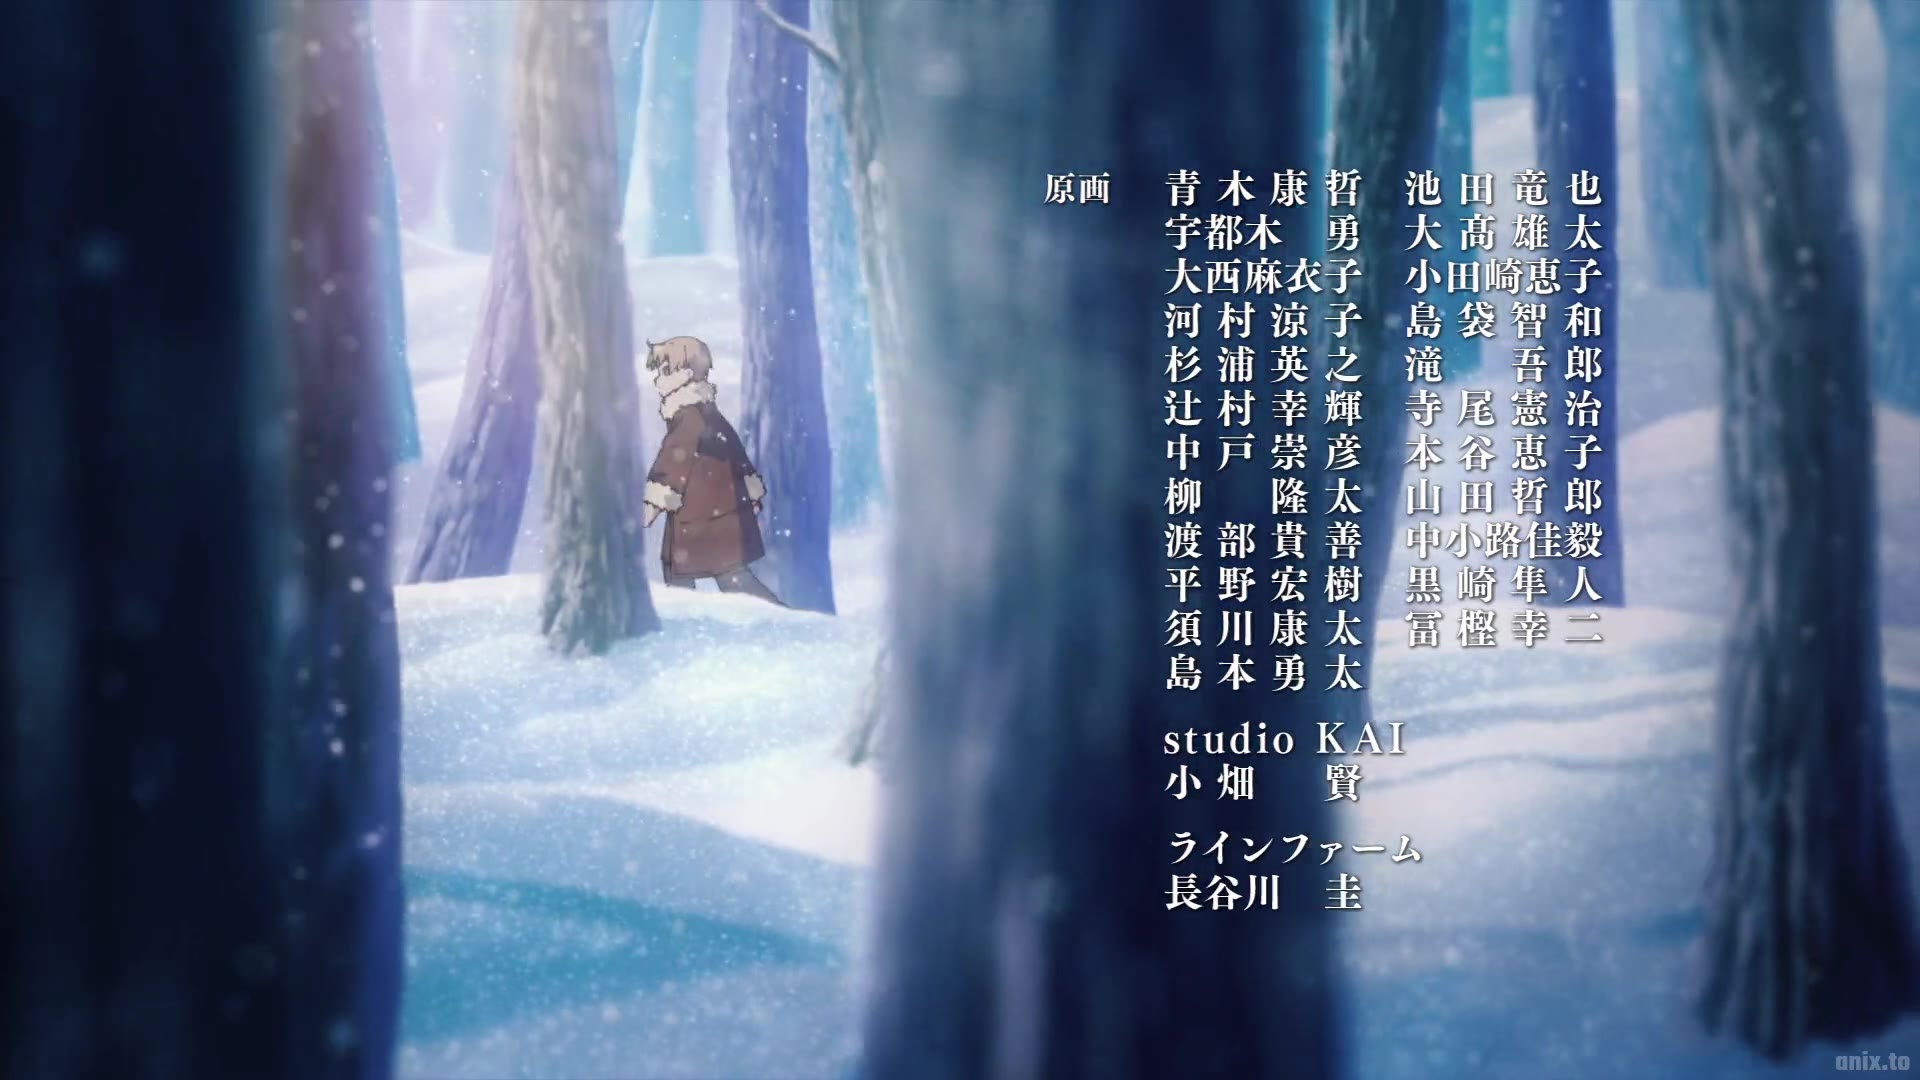 原画 青木康哲 池田竜也
宇都木 勇 大髙雄太
大西麻衣子 小田崎恵子
河村涼子 島袋智和
杉浦英之 滝 吾郎
辻村幸輝 寺尾憲治
中戸崇彦 本谷恵子
柳 隆太 山田哲郎
渡部貴善 中小路佳毅
平野宏樹 黒崎隼人
須川康太 冨樫幸二
島本勇太
studio KAI
小畑 賢
ラインファーム
長谷川 圭
anix.to